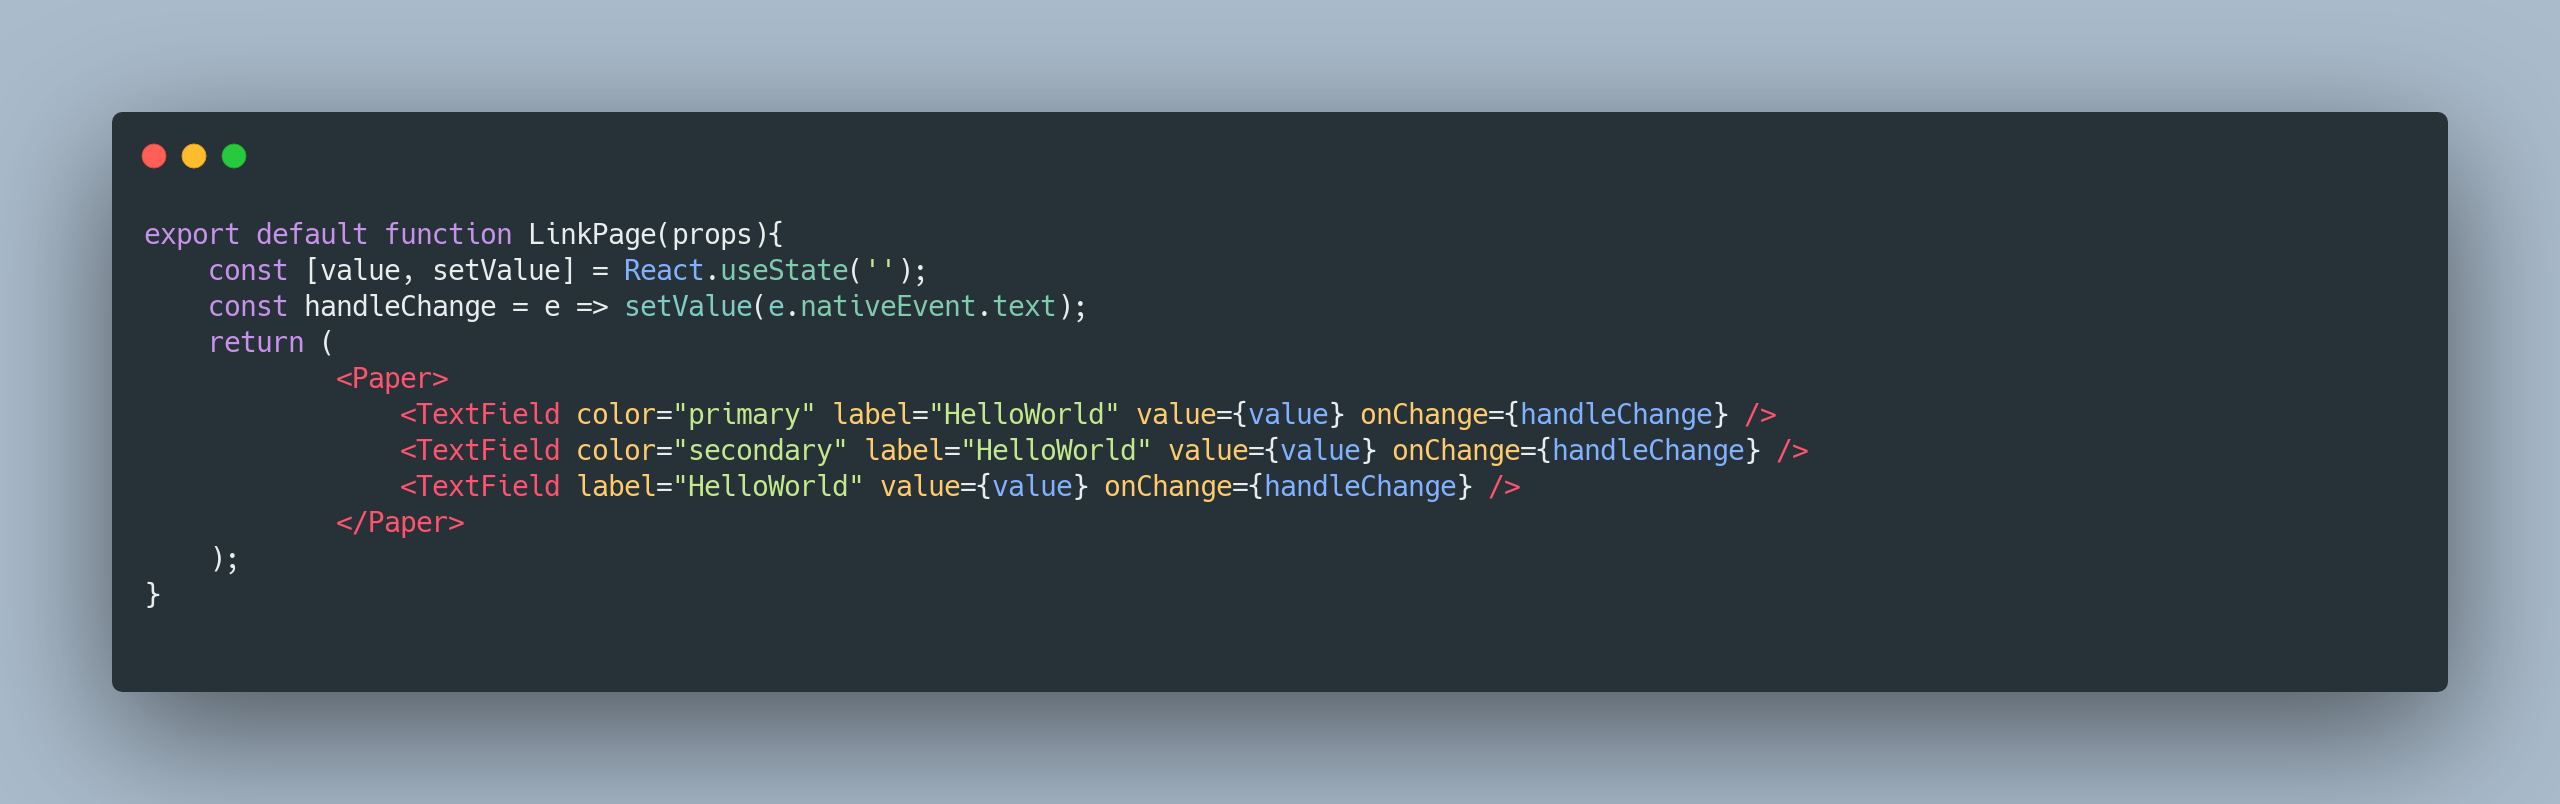 export default function LinkPage(props){
    const [value, setValue] = React.useState('');
    const handleChange = e => setValue(e.nativeEvent.text);
    return (
            <Paper>
                <TextField color="primary" label="HelloWorld" value={value} onChange={handleChange} />
                <TextField color="secondary" label="HelloWorld" value={value} onChange={handleChange} />
                <TextField label="HelloWorld" value={value} onChange={handleChange} />
            </Paper>
    );
}